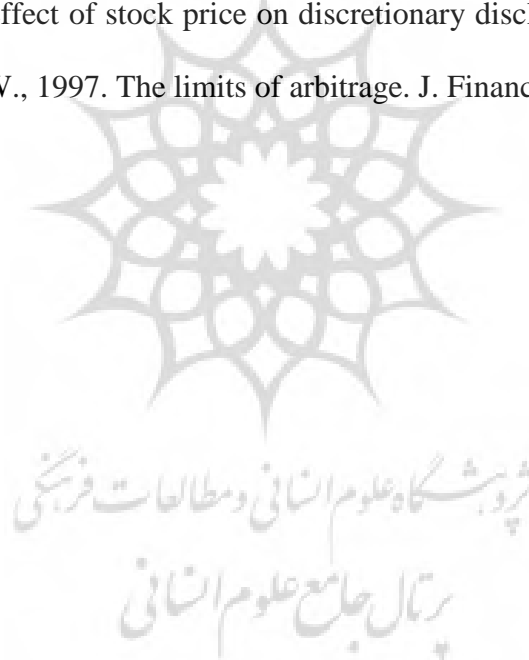 ffect of stock price on discretionary discl
V., 1997. The limits of arbitrage. J. Financ
پژوهشگاه علوم انسانی و مطالعات فرهنگی
پرتال جامع علوم انسانی